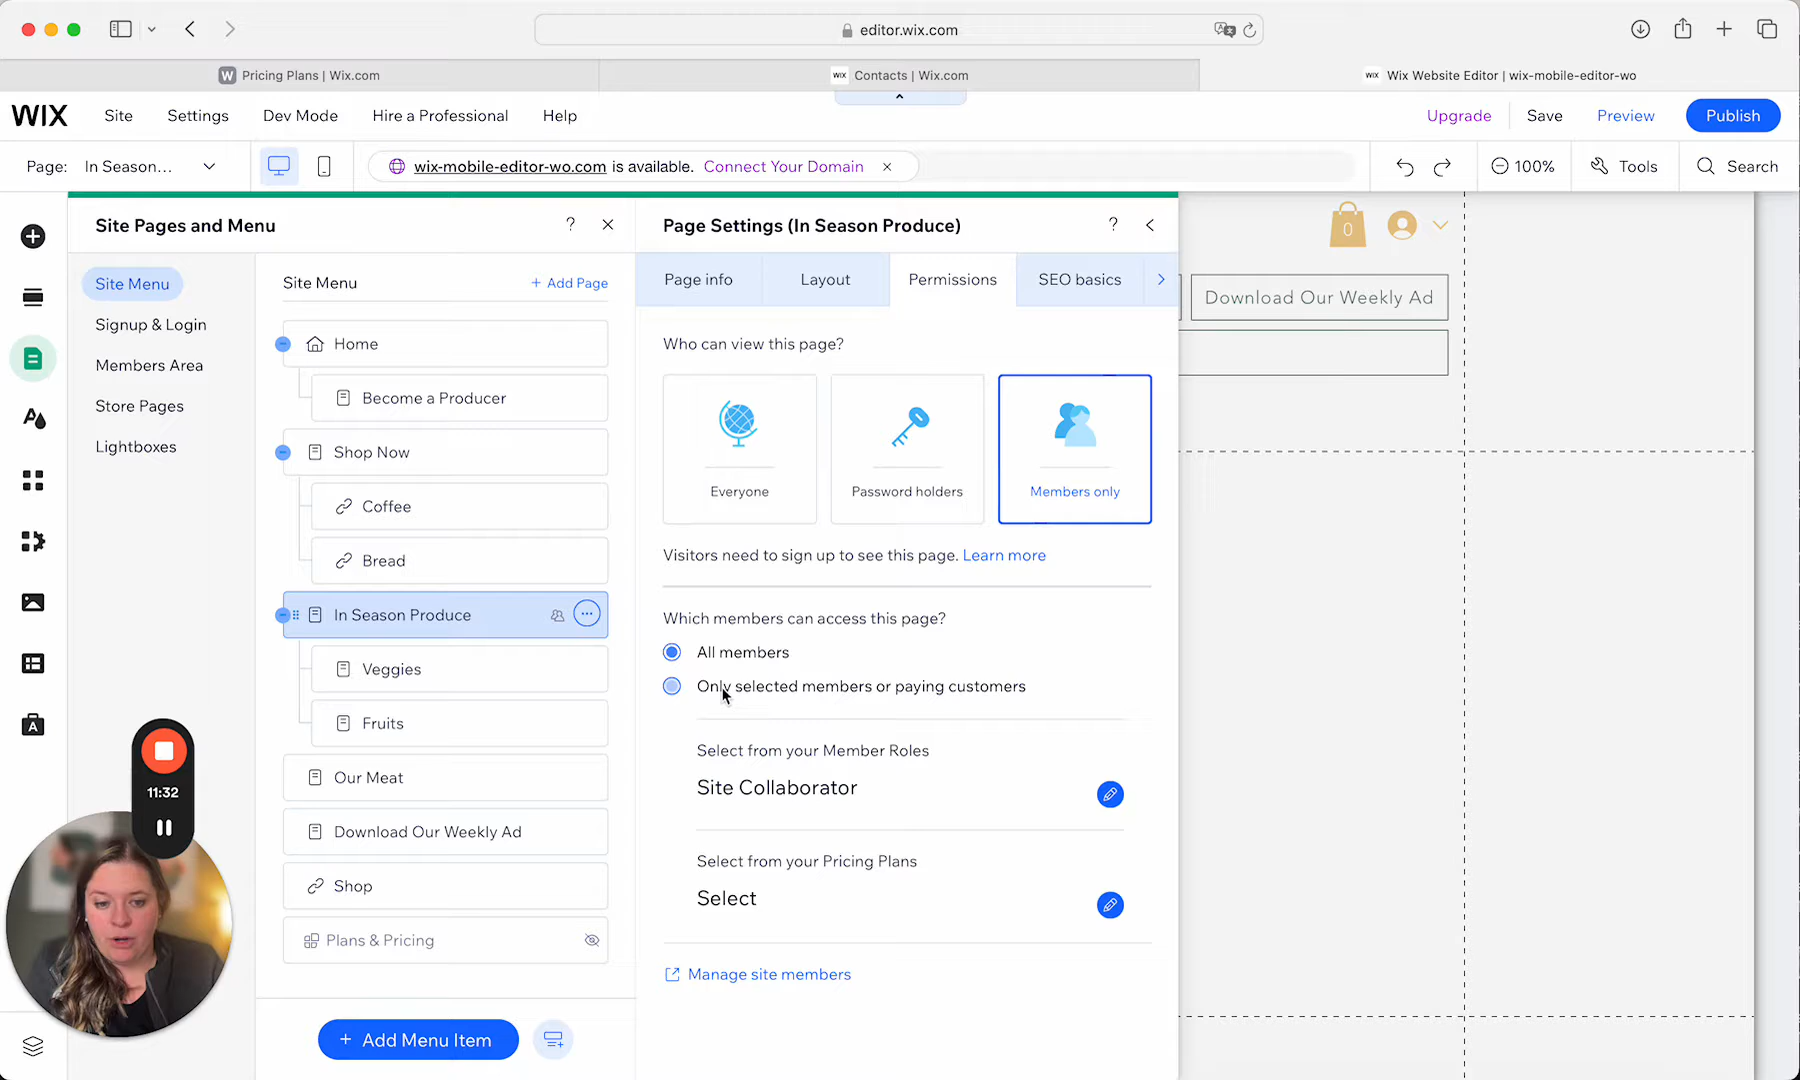 editor.wix.com
W Pricing Plans | Wix.com
WIX Contacts | Wix.com
WIX Wix Website Editor | wix-mobile-editor-wo
WIX
Site
Settings
Dev Mode
Hire a Professional
Help
Upgrade
Save
Preview
Publish
Page: In Season...
wix-mobile-editor-wo.com is available. Connect Your Domain
100%
Tools
Search
Site Pages and Menu
?
Site Menu
Signup & Login
Members Area
Store Pages
Lightboxes
Site Menu
+ Add Page
Home
Become a Producer
Shop Now
Coffee
Bread
In Season Produce
Veggies
Fruits
Our Meat
Download Our Weekly Ad
Shop
Plans & Pricing
+ Add Menu Item
11:32
A
Page Settings (In Season Produce)
?
Page info
Layout
Permissions
SEO basics
Who can view this page?
Everyone
Password holders
Members only
Visitors need to sign up to see this page. Learn more
Which members can access this page?
All members
Only selected members or paying customers
Select from your Member Roles
Site Collaborator
Select from your Pricing Plans
Select
Manage site members
0
Download Our Weekly Ad